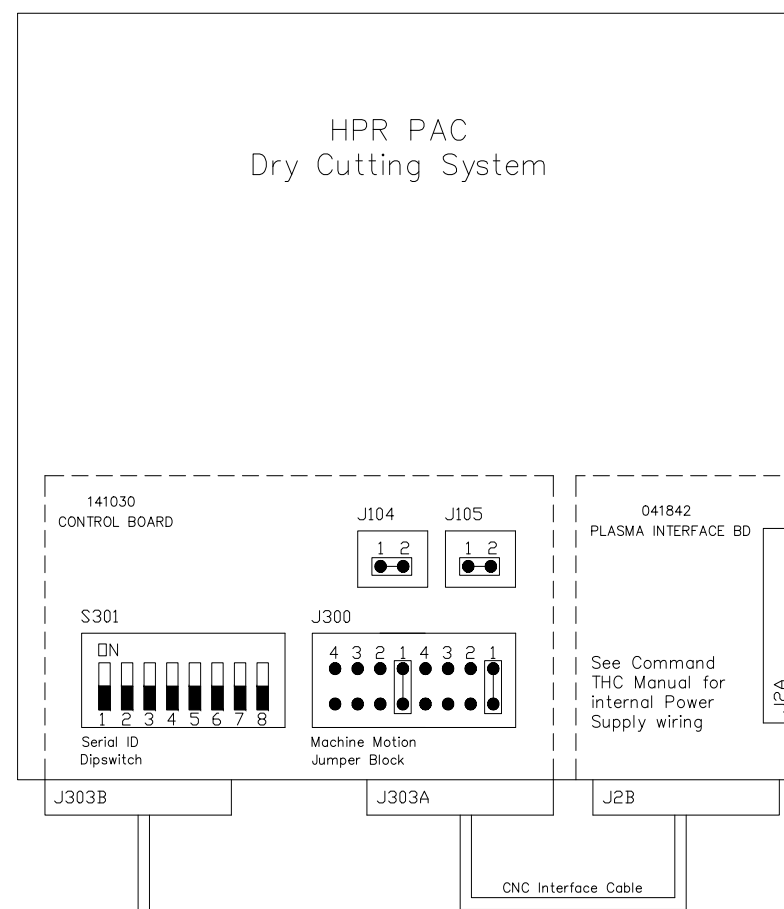 HPR PAC
Dry Cutting System
141030
CONTROL BOARD
J104
1 2
J105
1 2
041842
PLASMA INTERFACE BD
S301
ON
1 2 3 4 5 6 7 8
Serial ID
Dipswitch
J300
4 3 2 1 4 3 2 1
Machine Motion
Jumper Block
See Command
THC Manual for
internal Power
Supply wiring
J2A
J303B
J303A
J2B
CNC Interface Cable